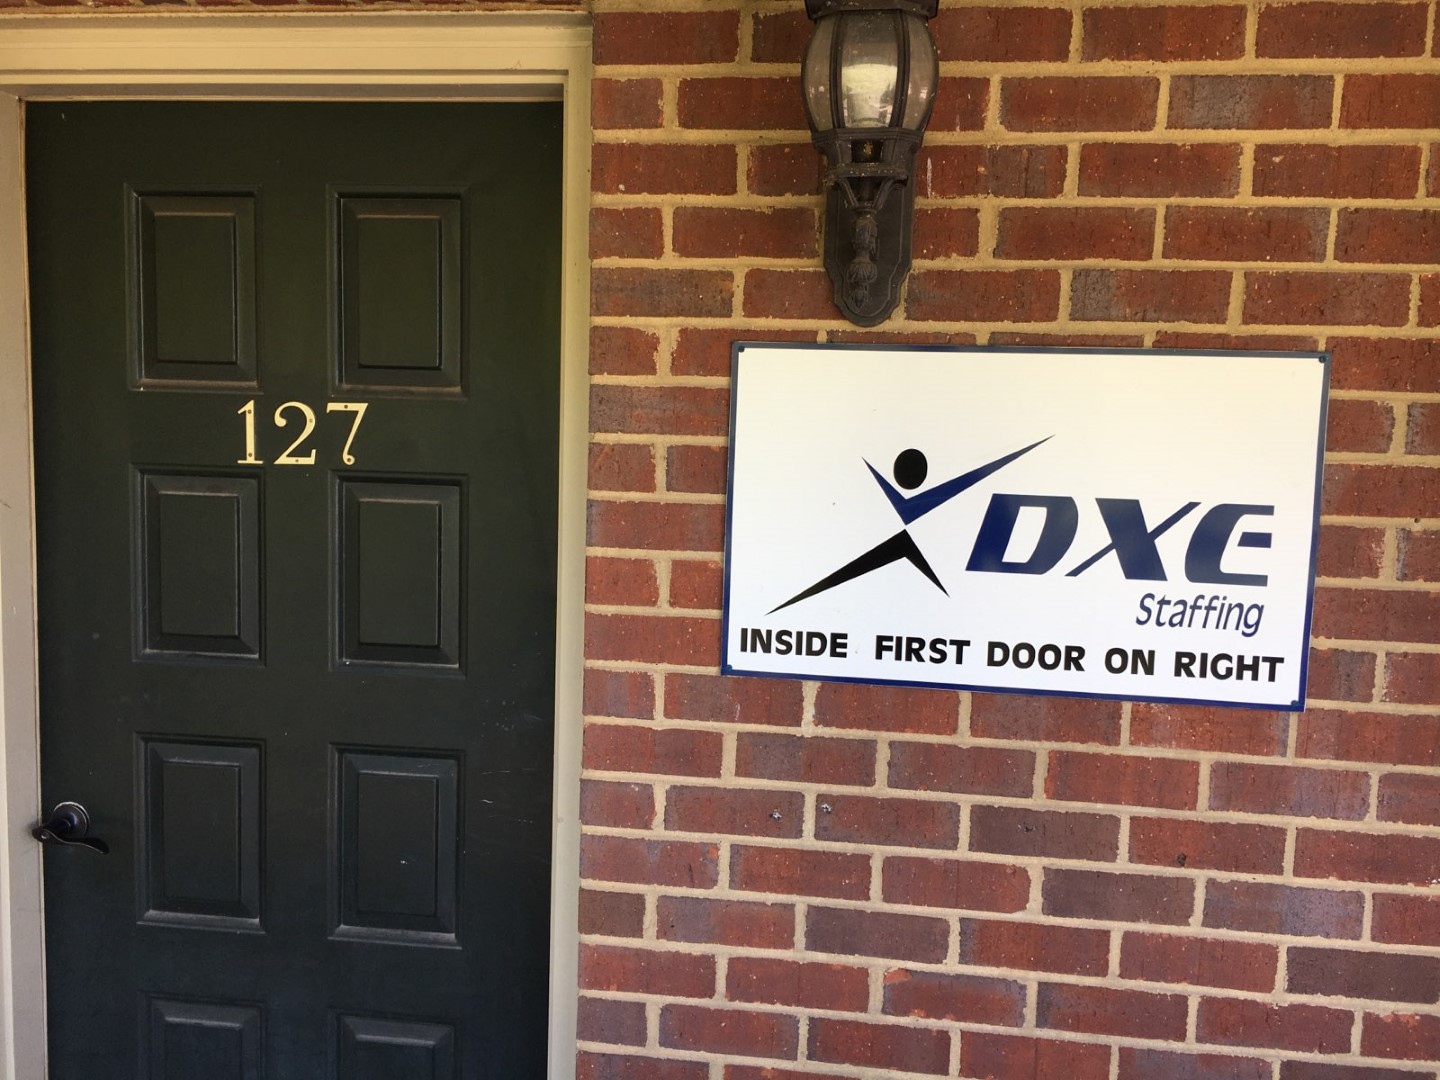 127
DXE
Staffing
INSIDE FIRST DOOR ON RIGHT